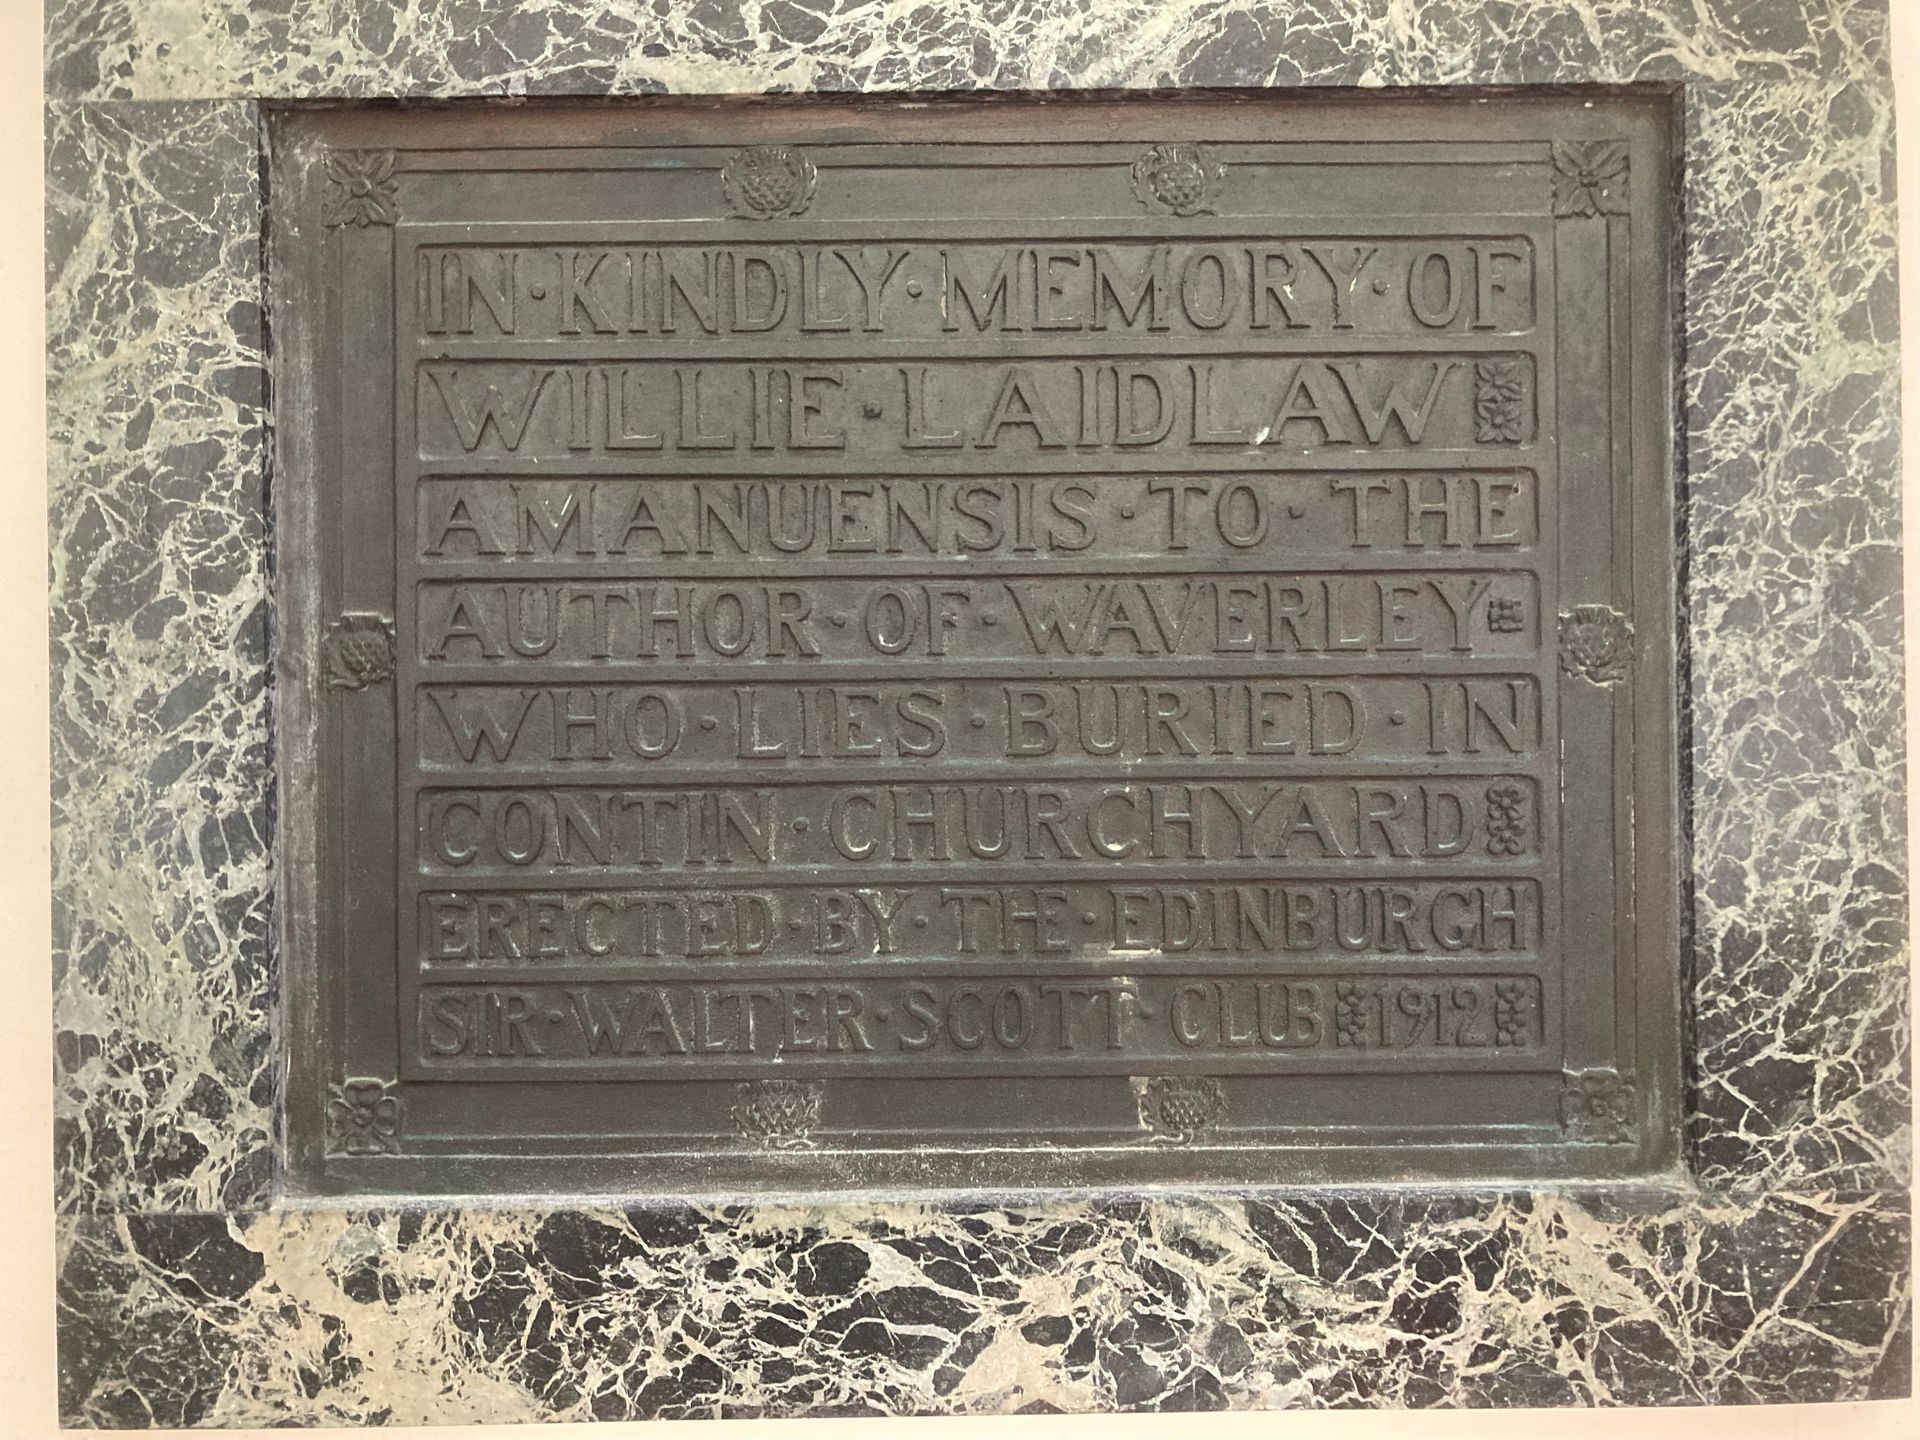 IN·KINDLY·MEMORY·OF
WILLIE·LAIDLAW
AMANUENSIS·TO·THE
AUTHOR·OF·WAVERLEY
WHO·LIES·BURIED·IN
CONTIN·CHURCHYARD
ERECTED·BY·THE·EDINBURGH
SIR·WALTER·SCOTT·CLUB 1912